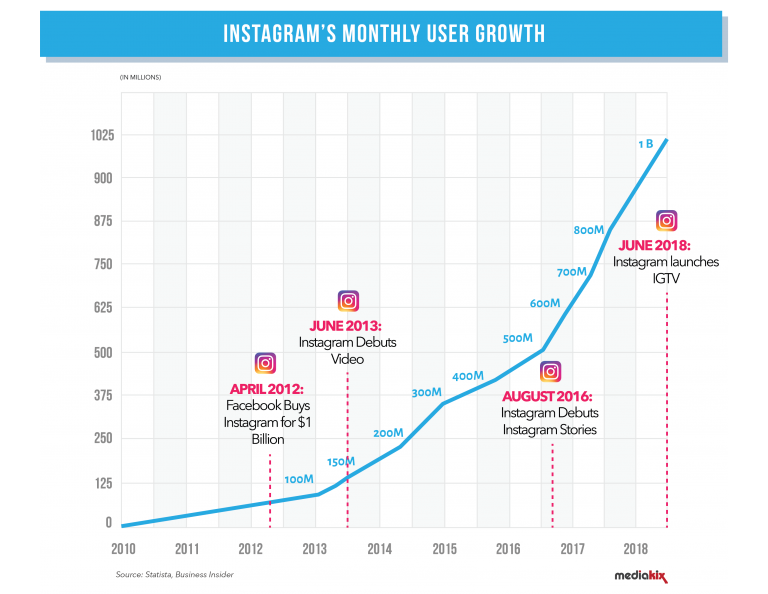 INSTAGRAM'S MONTHLY USER GROWTH
(IN MILLIONS)
1025
900
875
750
625
500
375
250
125
0
1 B
800M
700M
600M
500M
400M
300M
200M
150M
100M
JUNE 2018:
Instagram launches
IGTV
JUNE 2013:
Instagram Debuts
Video
APRIL 2012:
Facebook Buys
Instagram for $1
Billion
AUGUST 2016:
Instagram Debuts
Instagram Stories
2010 2011 2012 2013 2014 2015 2016 2017 2018
Source: Statista, Business Insider
mediakix